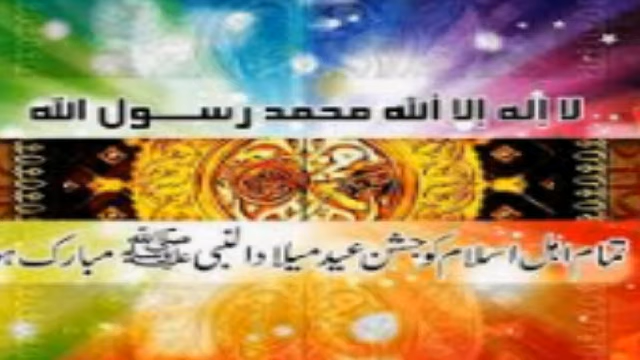 لا إله إلا الله محمد رسول الله
تمام اہل اسلام کو جشن عید میلاد النبی ﷺ مبارک ہو